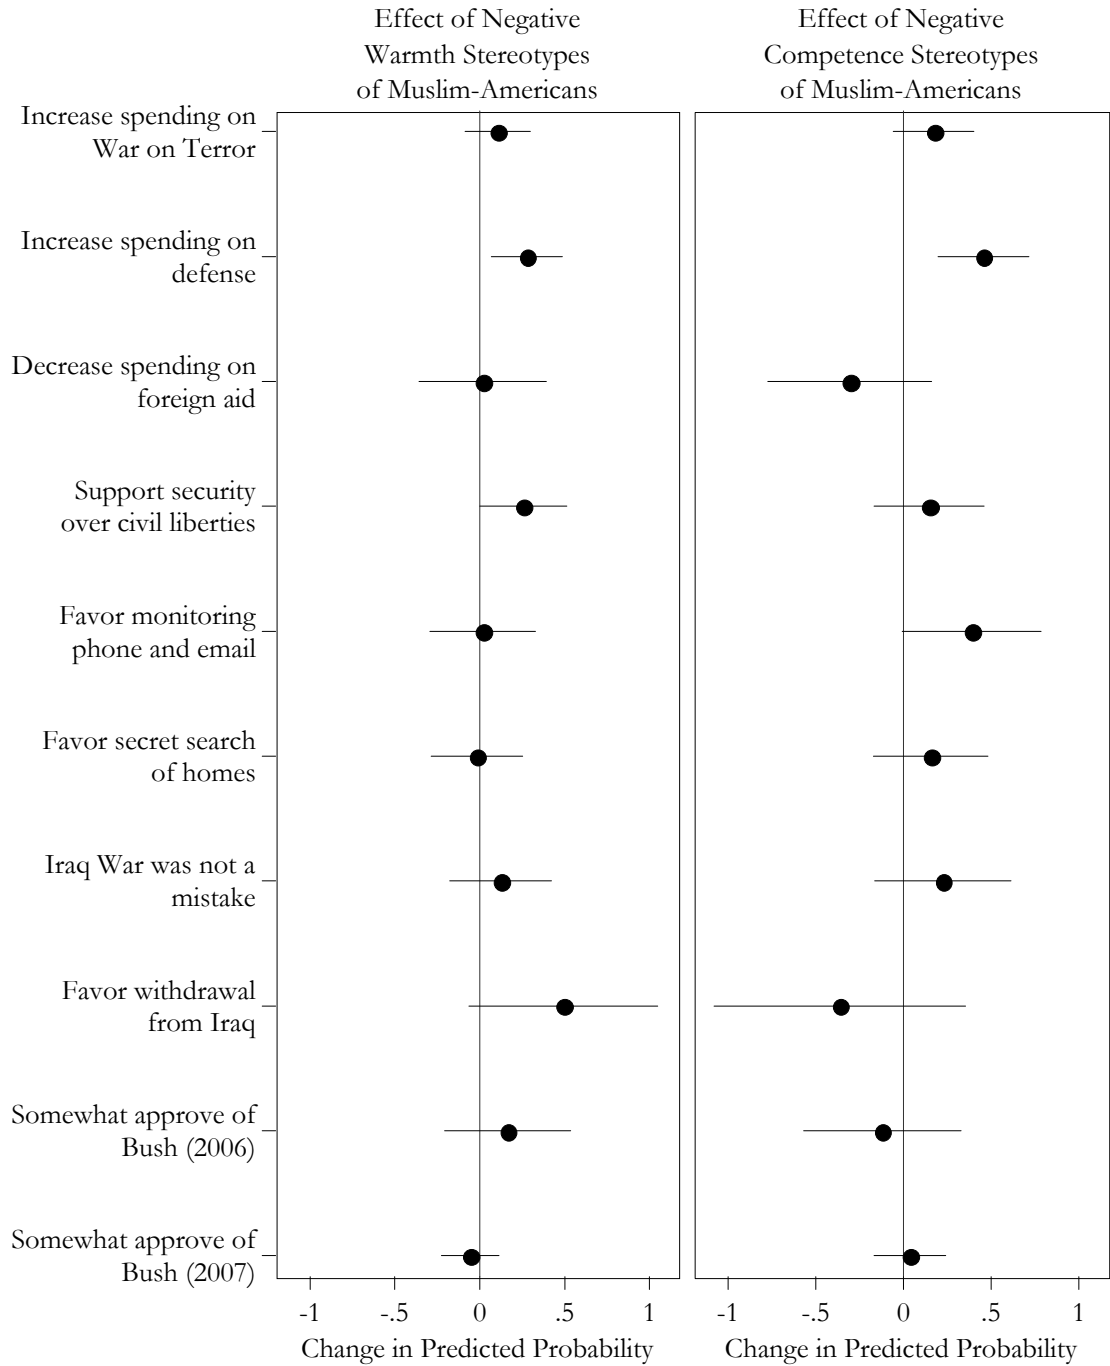 Effect of Negative
Warmth Stereotypes
of Muslim-Americans
Effect of Negative
Competence Stereotypes
of Muslim-Americans
Increase spending on
War on Terror
Increase spending on
defense
Decrease spending on
foreign aid
Support security
over civil liberties
Favor monitoring
phone and email
Favor secret search
of homes
Iraq War was not a
mistake
Favor withdrawal
from Iraq
Somewhat approve of
Bush (2006)
Somewhat approve of
Bush (2007)
-1 -.5 0 .5 1
Change in Predicted Probability
-1 -.5 0 .5 1
Change in Predicted Probability